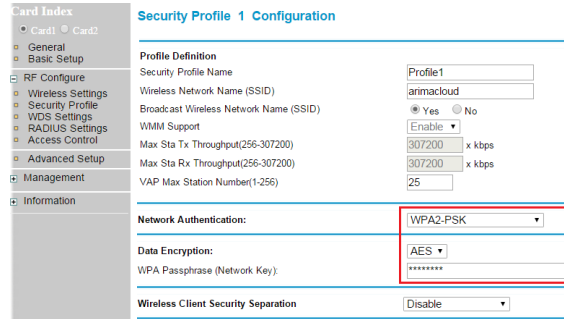 Card Index
Card1 Card2
General
Basic Setup
RF Configure
Wireless Settings
Security Profile
WDS Settings
RADIUS Settings
Access Control
Advanced Setup
Management
Information
Security Profile 1 Configuration
Profile Definition
Security Profile Name Profile1
Wireless Network Name (SSID) arimacloud
Broadcast Wireless Network Name (SSID) Yes No
WMM Support Enable
Max Sta Tx Throughput(256-307200) 307200 x kbps
Max Sta Rx Throughput(256-307200) 307200 x kbps
VAP Max Station Number(1-256) 25
Network Authentication: WPA2-PSK
Data Encryption: AES
WPA Passphrase (Network Key): ********
Wireless Client Security Separation Disable